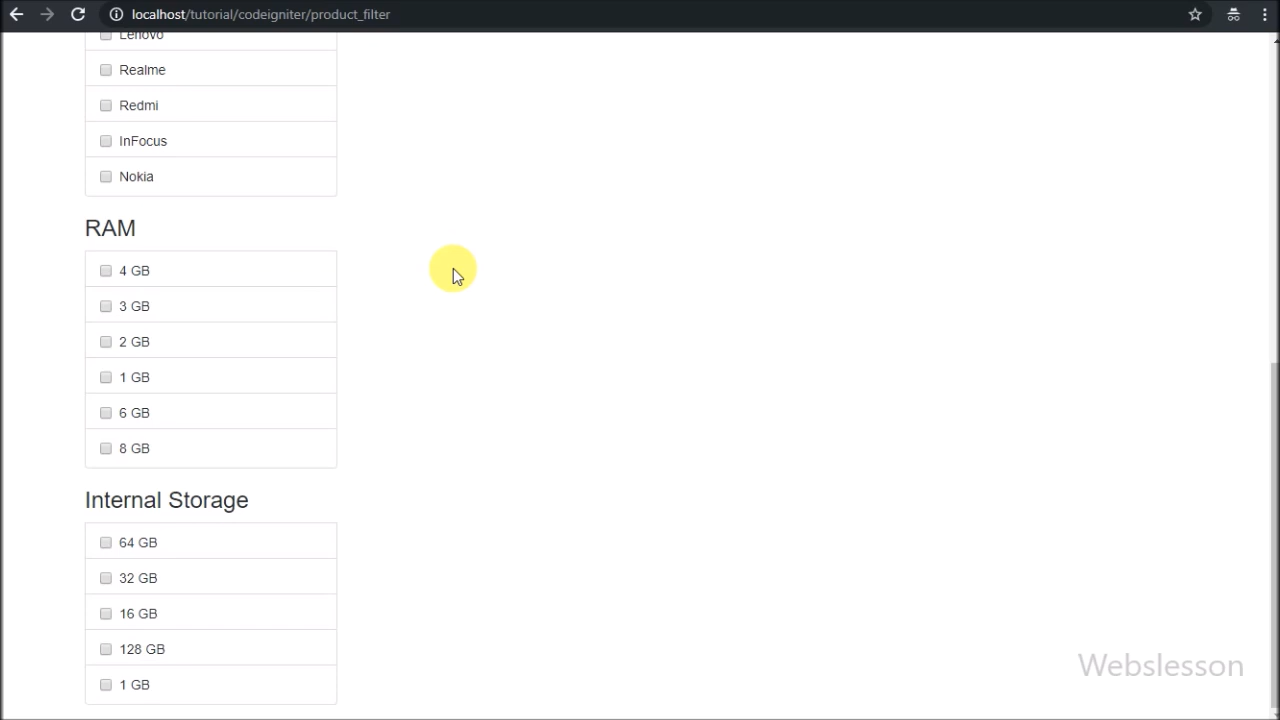 localhost/tutorial/codeigniter/product_filter
Lenovo
Realme
Redmi
InFocus
Nokia
RAM
4 GB
3 GB
2 GB
1 GB
6 GB
8 GB
Internal Storage
64 GB
32 GB
16 GB
128 GB
1 GB
Webslesson